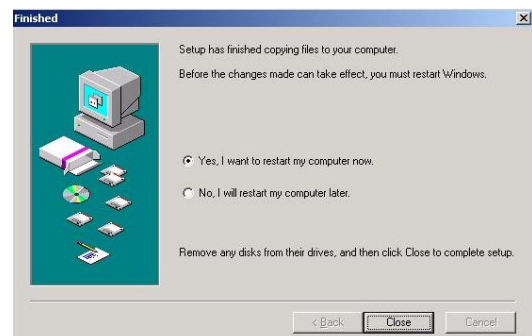 Finished
Setup has finished copying files to your computer.
Before the changes made can take effect, you must restart Windows.
Yes, I want to restart my computer now.
No, I will restart my computer later.
Remove any disks from their drives, and then click Close to complete setup.
< Back
Close
Cancel